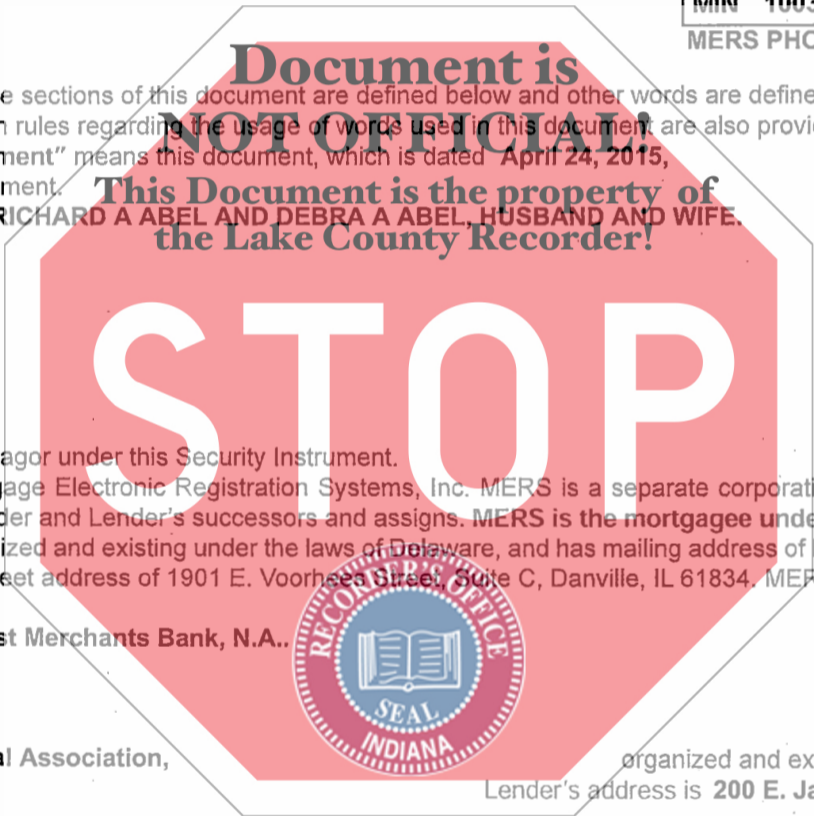 MIN 1003
MERS PHO
Document is
e sections of this document are defined below and other words are define
rules regarding the usage of words used in this document are also provi
NOT OFFICIAL!
ment" means this document, which is dated April 24, 2015,
ment.
This Document is the property of
RICHARD A ABEL AND DEBRA A ABEL, HUSBAND AND WIFE.
the Lake County Recorder!
STOP
agor under this Security Instrument.
gage Electronic Registration Systems, Inc. MERS is a separate corporati
der and Lender's successors and assigns. MERS is the mortgagee unde
ized and existing under the laws of Delaware, and has mailing address of
eet address of 1901 E. Voorhees Street, Suite C, Danville, IL 61834. MER
RECORDER'S OFFICE
st Merchants Bank, N.A..
SEAL
INDIANA
al Association,
organized and ex
Lender's address is 200 E. Ja